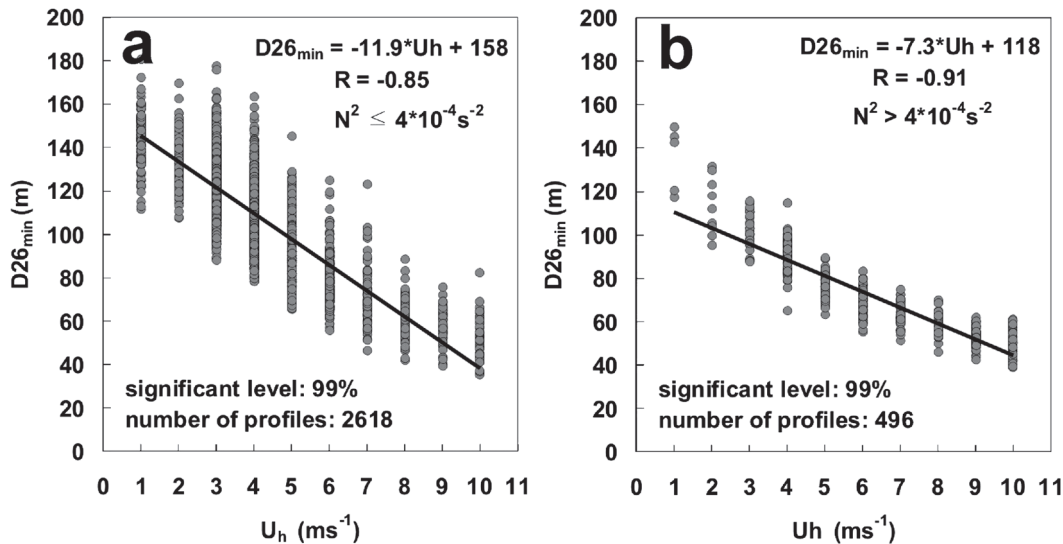 a
D26min = -11.9*Uh + 158
R = -0.85
N² ≤ 4*10⁻⁴s⁻²
significant level: 99%
number of profiles: 2618
200
180
160
140
120
100
80
60
40
20
0
D26min (m)
0 1 2 3 4 5 6 7 8 9 10 11
Uh (ms⁻¹)
b
D26min = -7.3*Uh + 118
R = -0.91
N² > 4*10⁻⁴s⁻²
significant level: 99%
number of profiles: 496
200
180
160
140
120
100
80
60
40
20
0
D26min (m)
0 1 2 3 4 5 6 7 8 9 10 11
Uh (ms⁻¹)